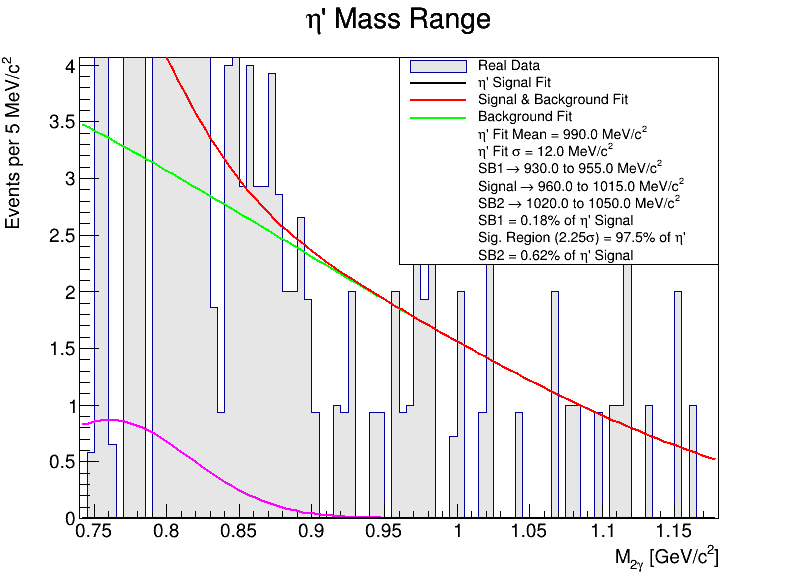 η' Mass Range
Events per 5 MeV/c²
4
3.5
3
2.5
2
1.5
1
0.5
0
0.75 0.8 0.85 0.9 0.95 1 1.05 1.1 1.15
M₂γ [GeV/c²]
Real Data
η' Signal Fit
Signal & Background Fit
Background Fit
η' Fit Mean = 990.0 MeV/c²
η' Fit σ = 12.0 MeV/c²
SB1 → 930.0 to 955.0 MeV/c²
Signal → 960.0 to 1015.0 MeV/c²
SB2 → 1020.0 to 1050.0 MeV/c²
SB1 = 0.18% of η' Signal
Sig. Region (2.25σ) = 97.5% of η'
SB2 = 0.62% of η' Signal